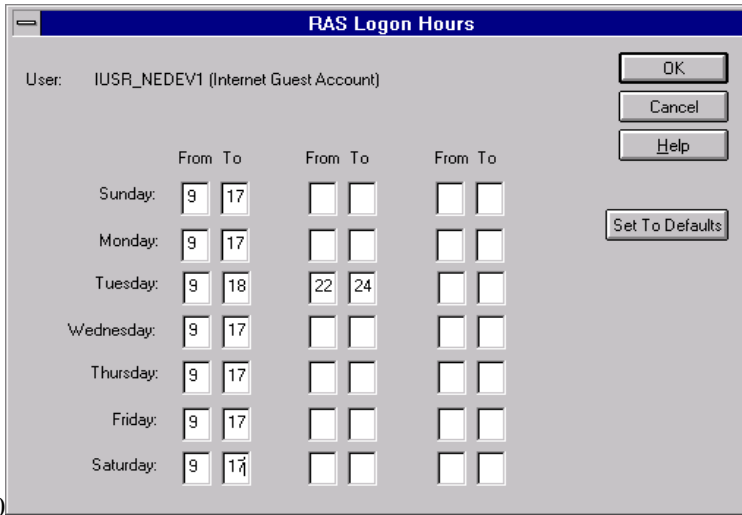 RAS Logon Hours
User: IUSR_NEDEV1 (Internet Guest Account)
OK
Cancel
Help
From To From To From To
Sunday: 9 17
Monday: 9 17
Set To Defaults
Tuesday: 9 18 22 24
Wednesday: 9 17
Thursday: 9 17
Friday: 9 17
Saturday: 9 17
)